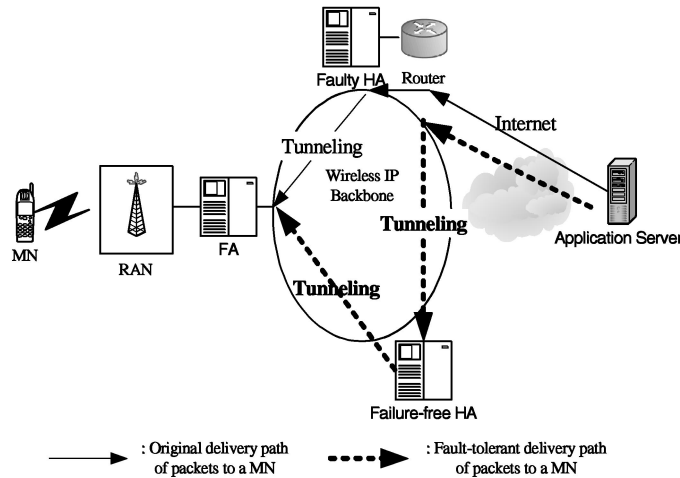 Faulty HA
Router
Internet
Tunneling
Wireless IP
Backbone
Tunneling
Application Server
MN
RAN
FA
Tunneling
Failure-free HA
: Original delivery path
of packets to a MN
: Fault-tolerant delivery path
of packets to a MN